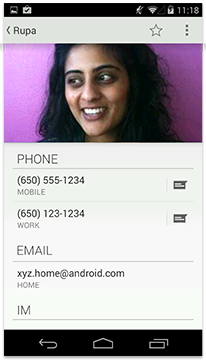 11:18
Rupa
PHONE
(650) 555-1234
MOBILE
(650) 123-1234
WORK
EMAIL
xyz.home@android.com
HOME
IM